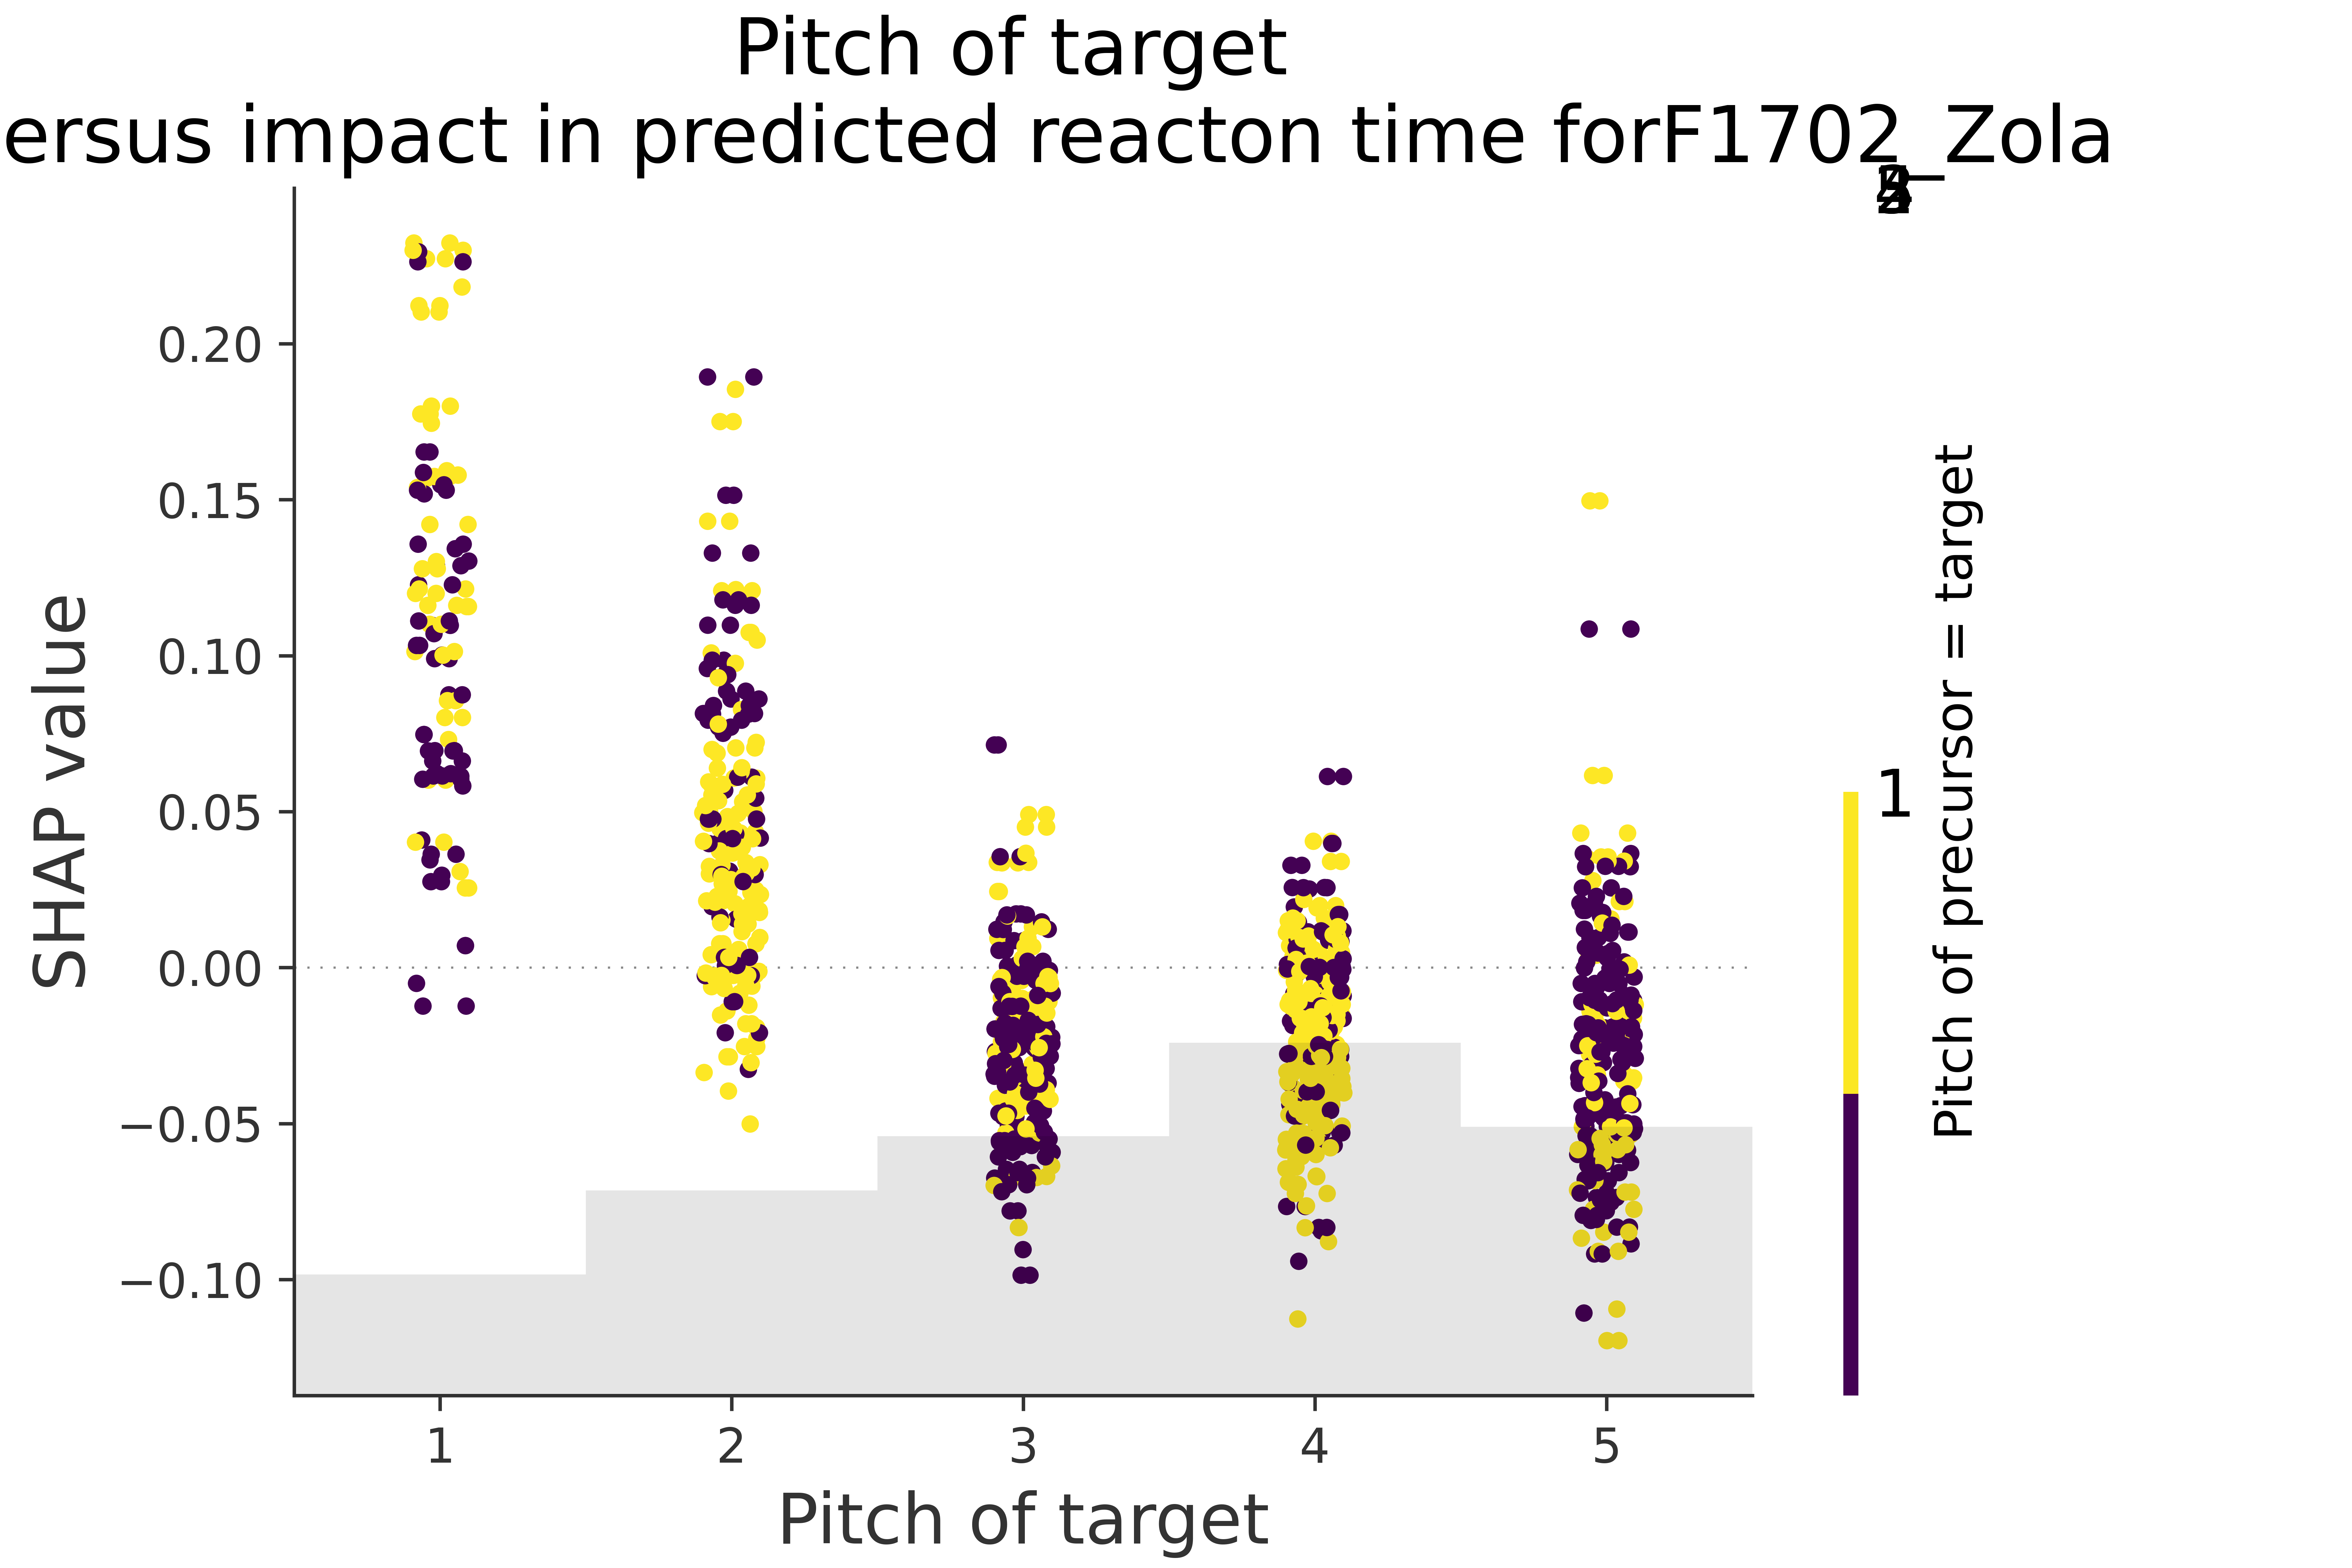 Pitch of target
ersus impact in predicted reacton time forF1702_Zola
SHAP value
0.20
0.15
0.10
0.05
0.00
−0.05
−0.10
1
2
3
4
5
Pitch of target
1
Pitch of precursor = target